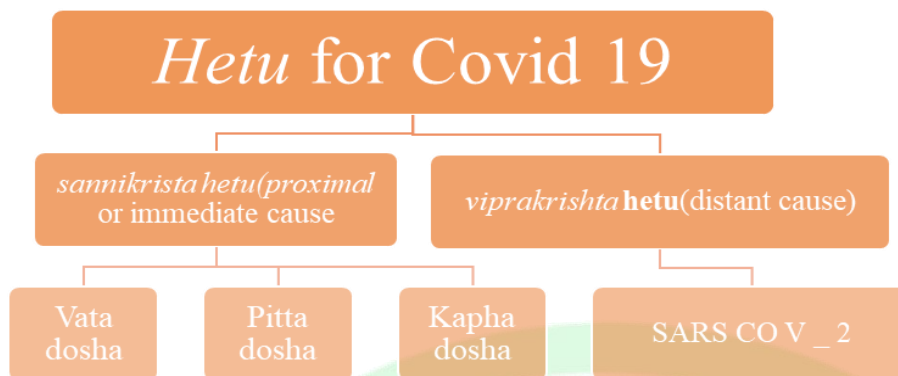 Hetu for Covid 19
sannikrista hetu(proximal
or immediate cause
viprakrishta hetu(distant cause)
Vata
dosha
Pitta
dosha
Kapha
dosha
SARS CO V _ 2